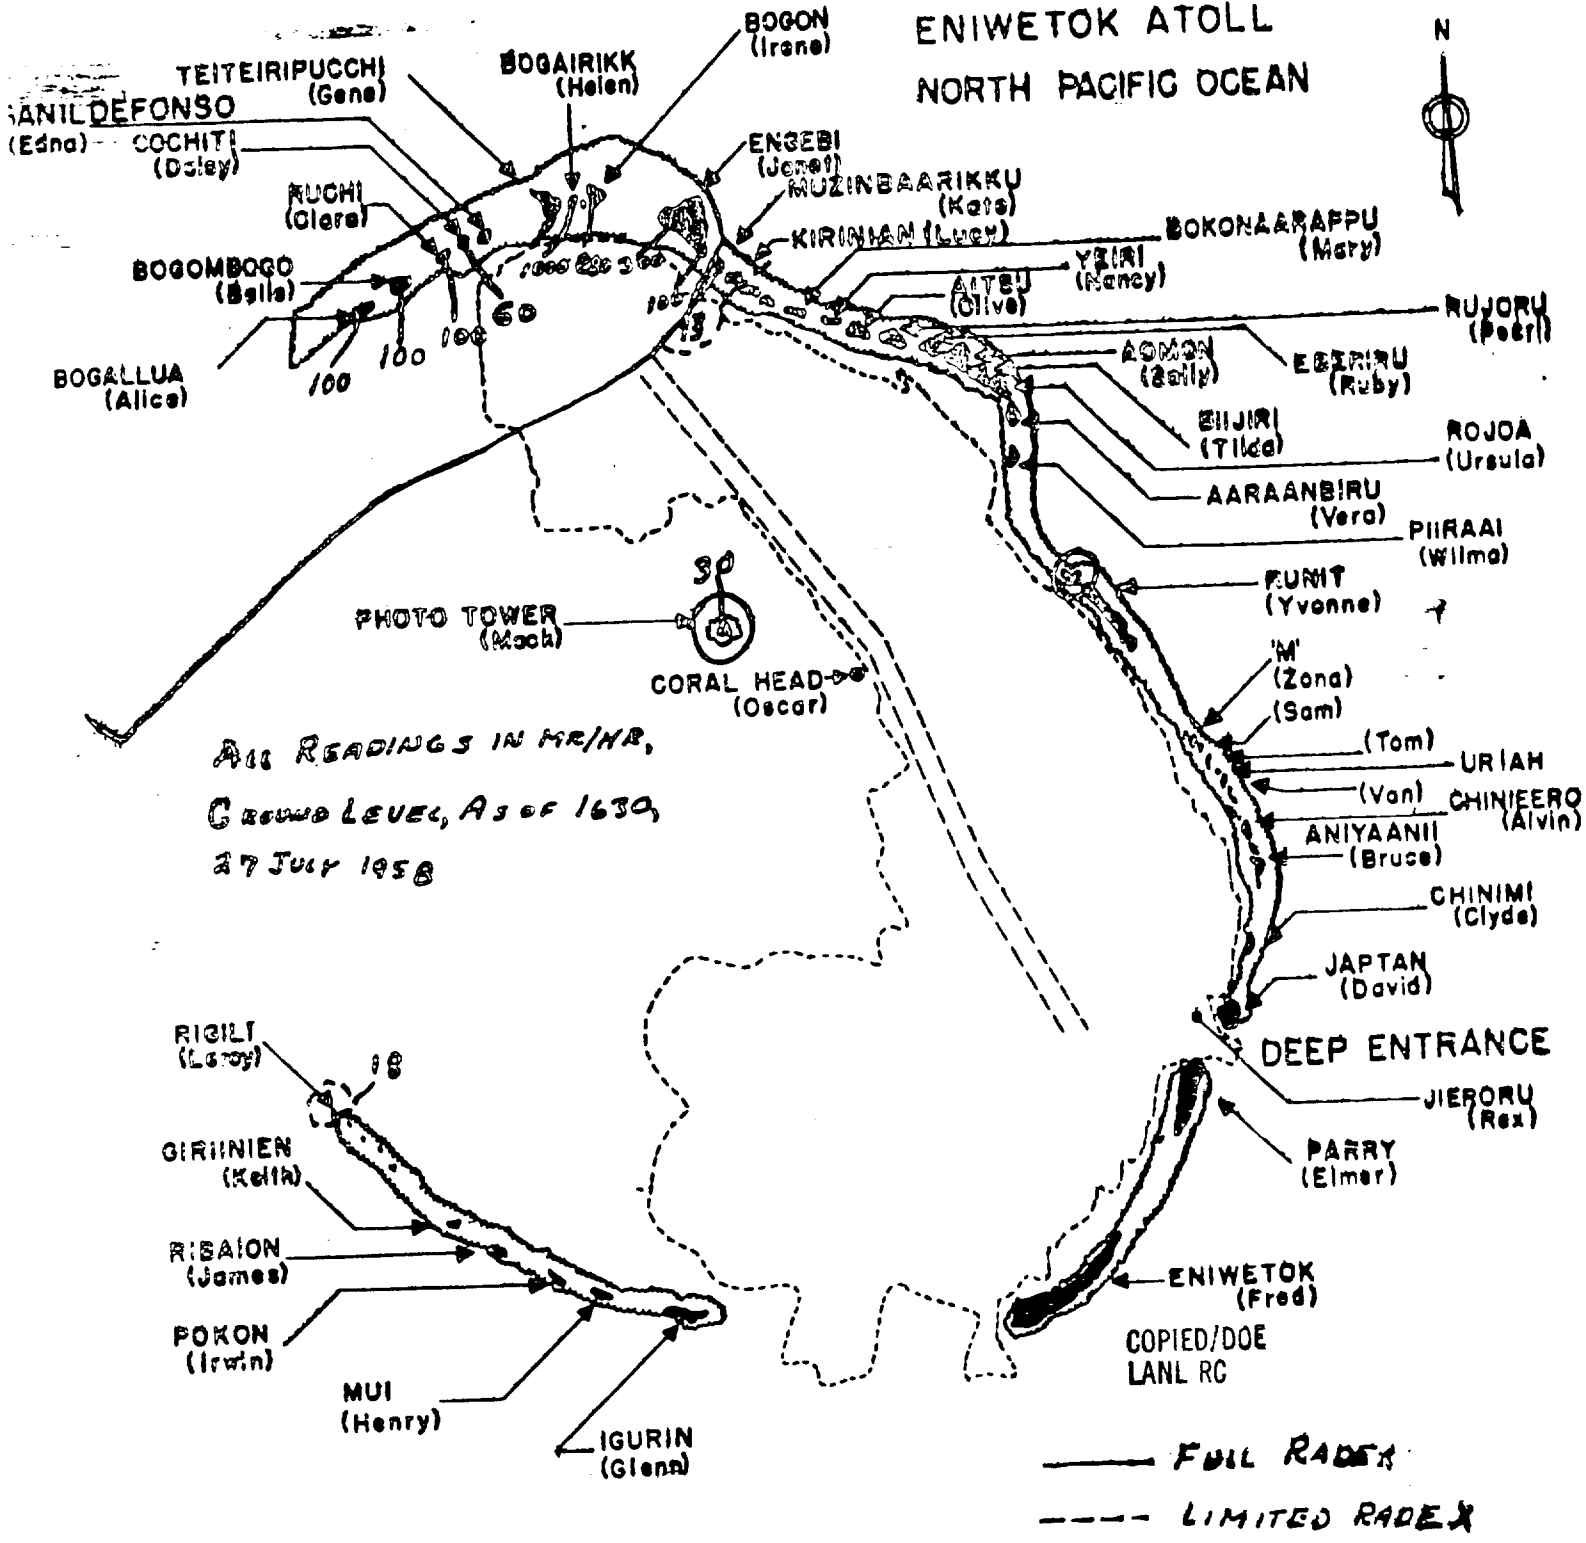 ENIWETOK ATOLL
NORTH PACIFIC OCEAN
N
BOGON
(Irene)
BOGAIRIKK
(Helen)
TEITEIRIPUCCHI
(Gene)
SANILDEFONSO
(Edna)
COCHITI
(Daisy)
RUCHI
(Clara)
BOGOMBOGO
(Belle)
BOGALLUA
(Alice)
ENGEBI
(Janet)
MUZINBAARIKKU
(Kate)
KIRINIAN (Lucy)
BOKONAARAPPU
(Mary)
YEIRI
(Nancy)
AITSU
(Olive)
RUJORU
(Pearl)
EBERIRU
(Ruby)
AOMON
(Sally)
BIIJIRI
(Tilda)
ROJOA
(Ursula)
AARAANBIRU
(Vera)
PIIRAAI
(Wilma)
RUNIT
(Yvonne)
'M'
(Zona)
(Sam)
(Tom)
URIAH
(Van)
CHINIEERO
(Alvin)
ANIYAANII
(Bruce)
CHINIMI
(Clyde)
JAPTAN
(David)
DEEP ENTRANCE
JIERORU
(Rex)
PARRY
(Elmer)
ENIWETOK
(Fred)
100
100
100
60
30
PHOTO TOWER
(Mack)
CORAL HEAD
(Oscar)
ALL READINGS IN MR/HR,
GROUND LEVEL, AS OF 1630,
27 JULY 1958
RIGILI
(Leroy)
18
GIRIINIEN
(Keith)
RIBAION
(James)
POKON
(Irwin)
MUI
(Henry)
IGURIN
(Glenn)
COPIED/DOE
LANL RC
FULL RADEX
LIMITED RADEX